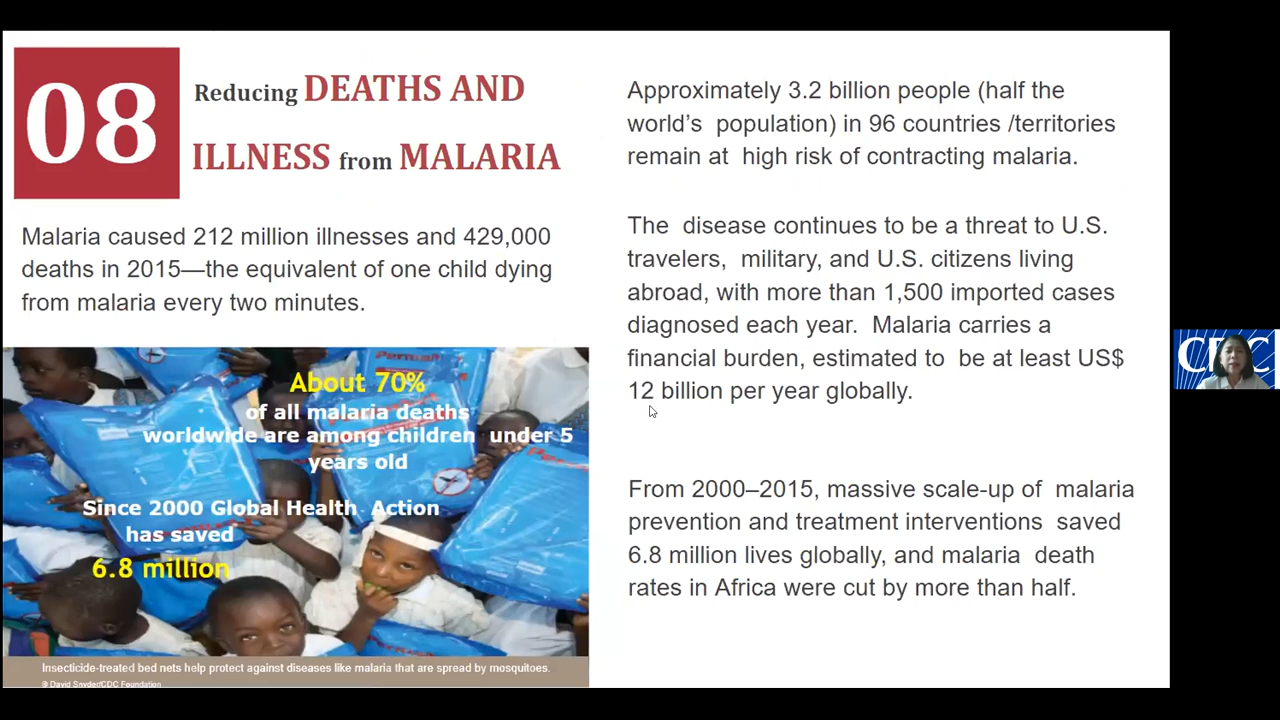 08
Reducing DEATHS AND
ILLNESS from MALARIA
Malaria caused 212 million illnesses and 429,000
deaths in 2015—the equivalent of one child dying
from malaria every two minutes.
About 70%
of all malaria deaths
worldwide are among children under 5
years old
Since 2000 Global Health Action
has saved
6.8 million
Insecticide-treated bed nets help protect against diseases like malaria that are spread by mosquitoes.
© David Snyder/CDC Foundation
Approximately 3.2 billion people (half the
world’s population) in 96 countries /territories
remain at high risk of contracting malaria.
The disease continues to be a threat to U.S.
travelers, military, and U.S. citizens living
abroad, with more than 1,500 imported cases
diagnosed each year. Malaria carries a
financial burden, estimated to be at least US$
12 billion per year globally.
From 2000–2015, massive scale-up of malaria
prevention and treatment interventions saved
6.8 million lives globally, and malaria death
rates in Africa were cut by more than half.
CDC